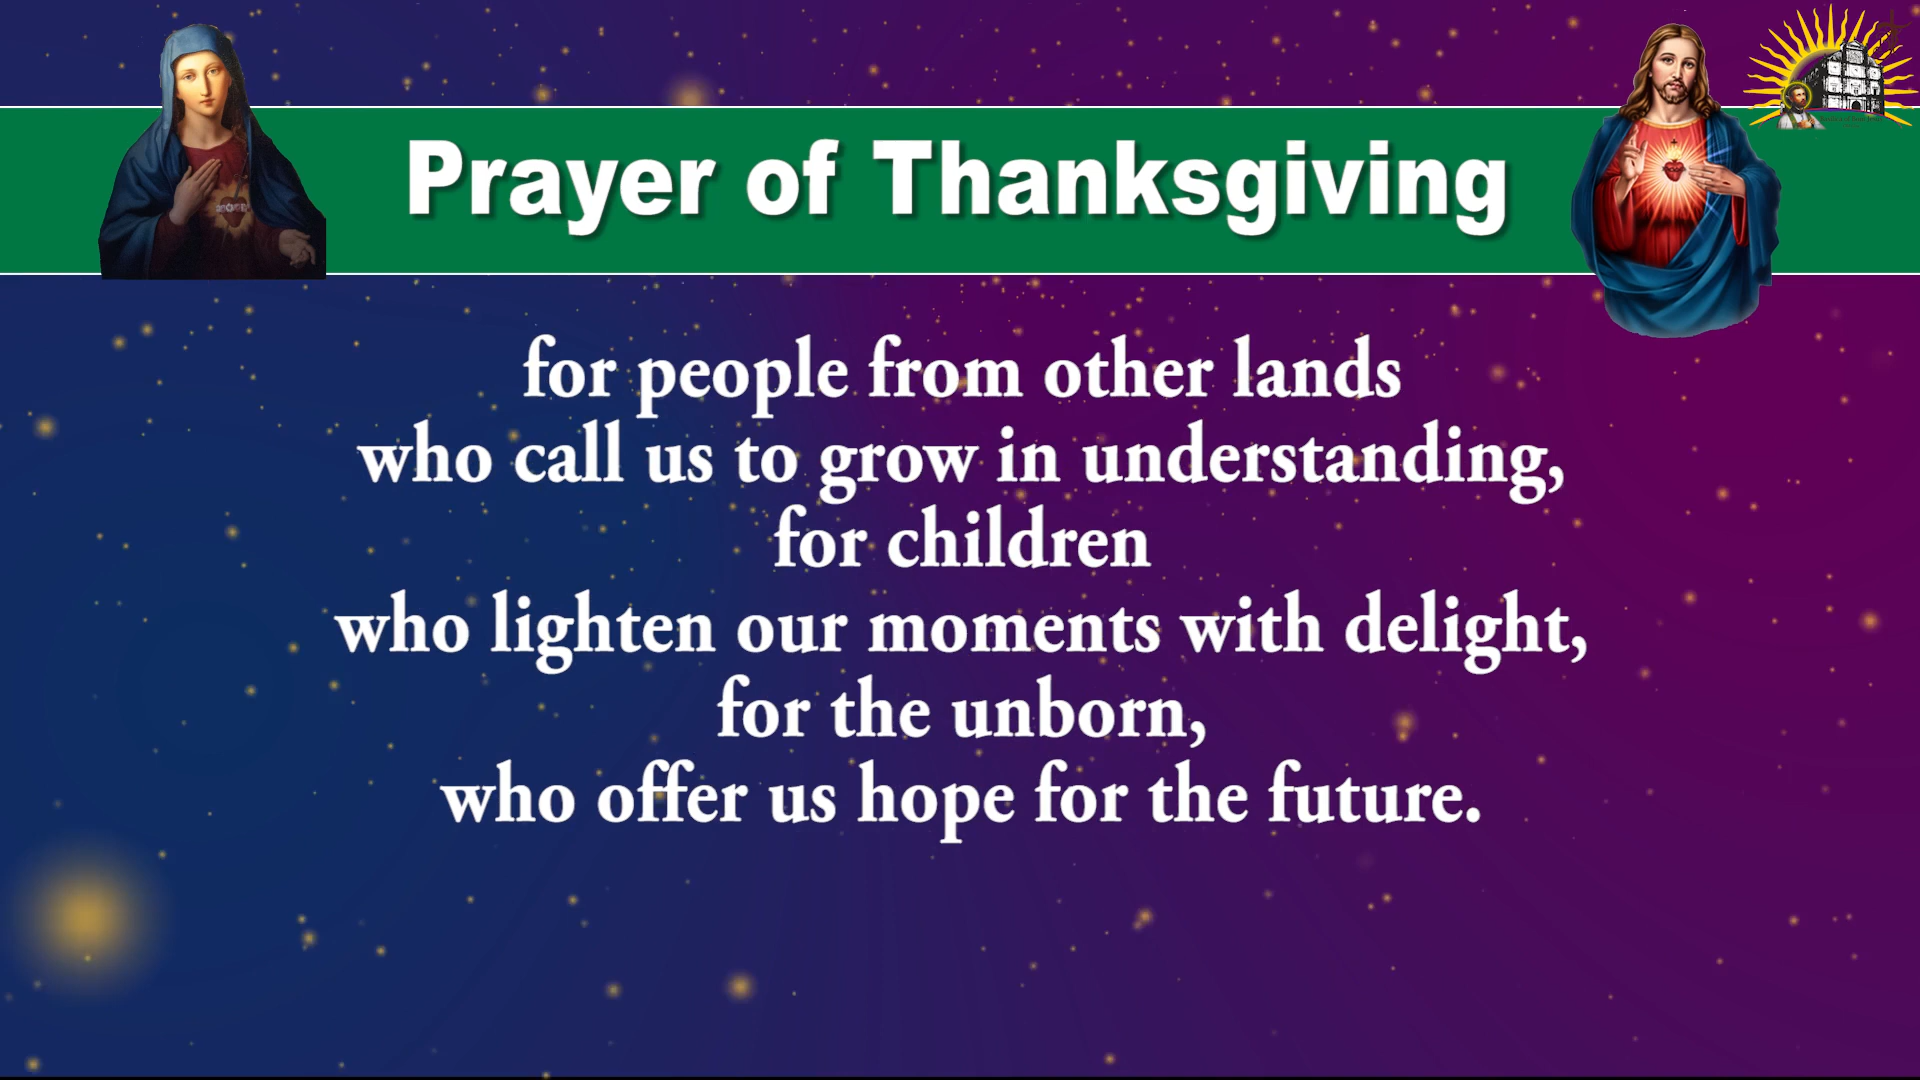 Prayer of Thanksgiving
for people from other lands
who call us to grow in understanding,
for children
who lighten our moments with delight,
for the unborn,
who offer us hope for the future.